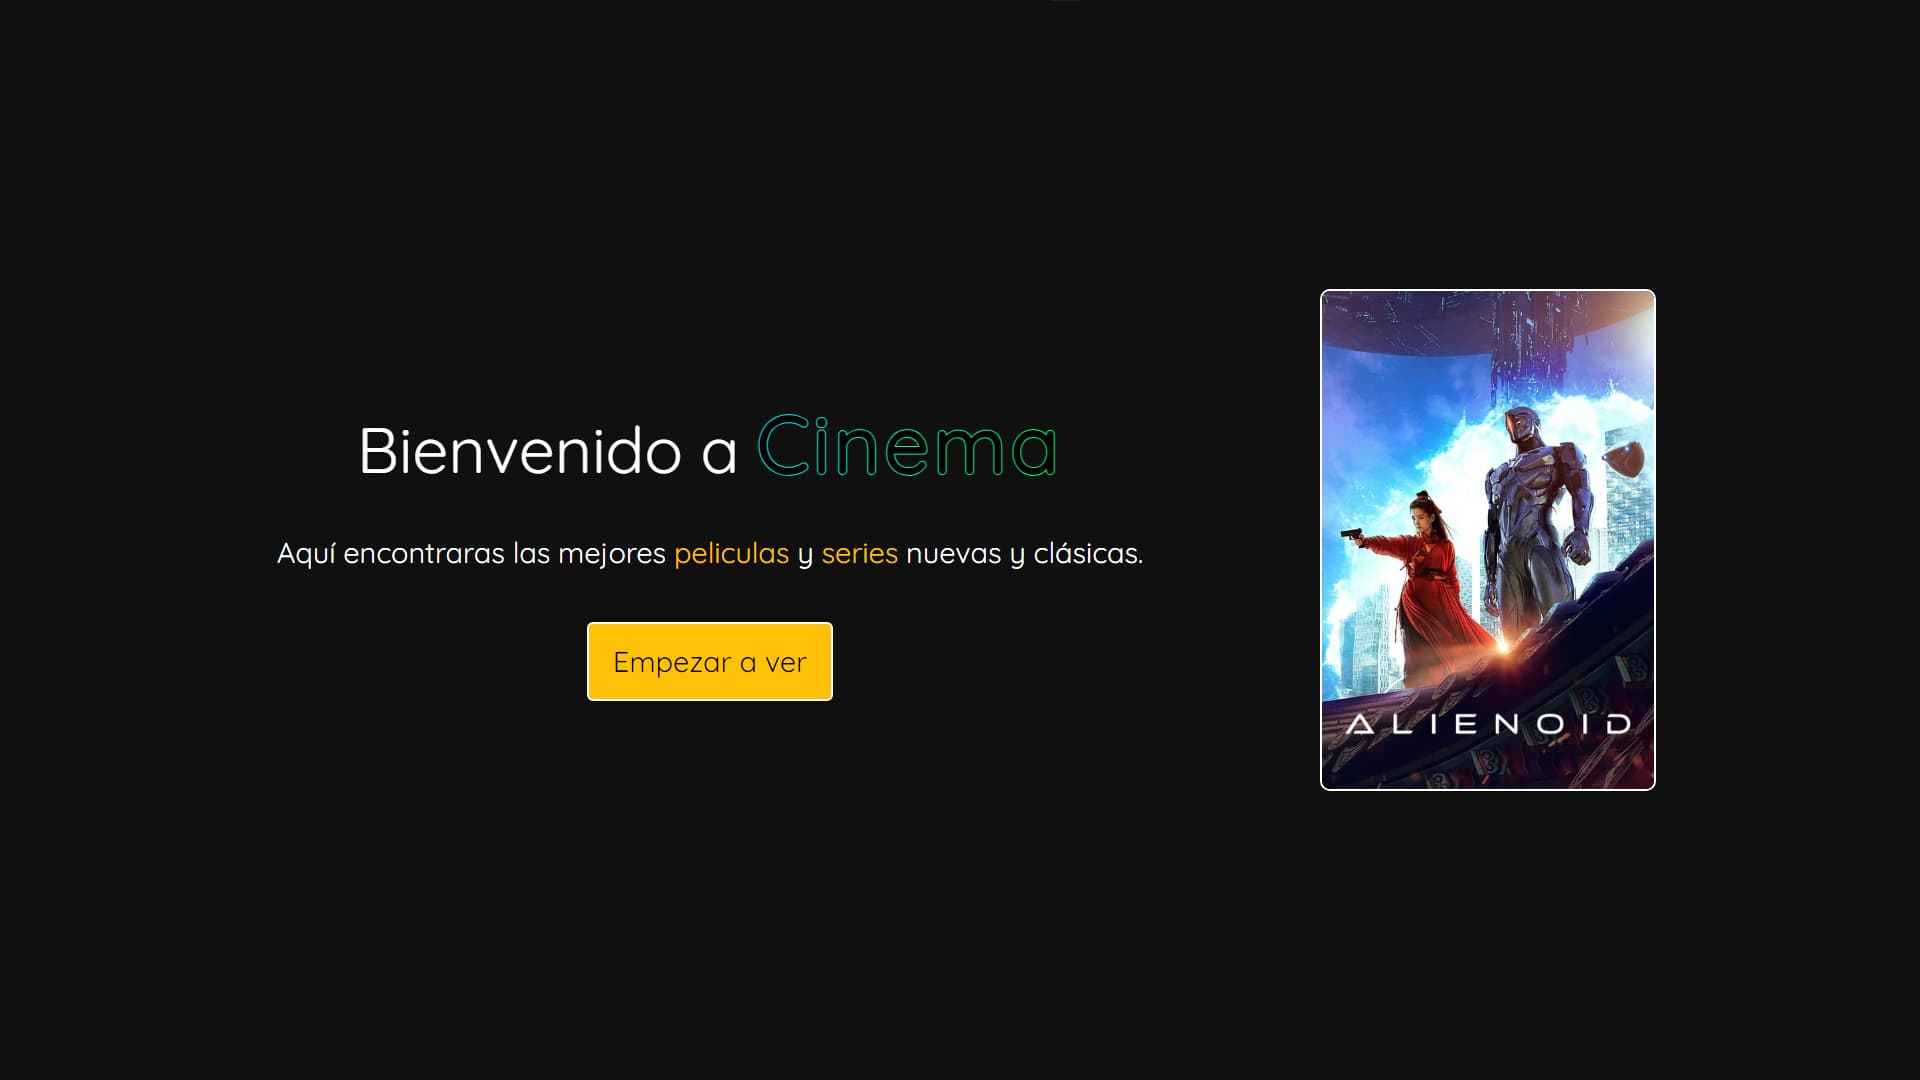 Bienvenido a Cinema
Aquí encontraras las mejores peliculas y series nuevas y clásicas.
Empezar a ver
ALIENOID